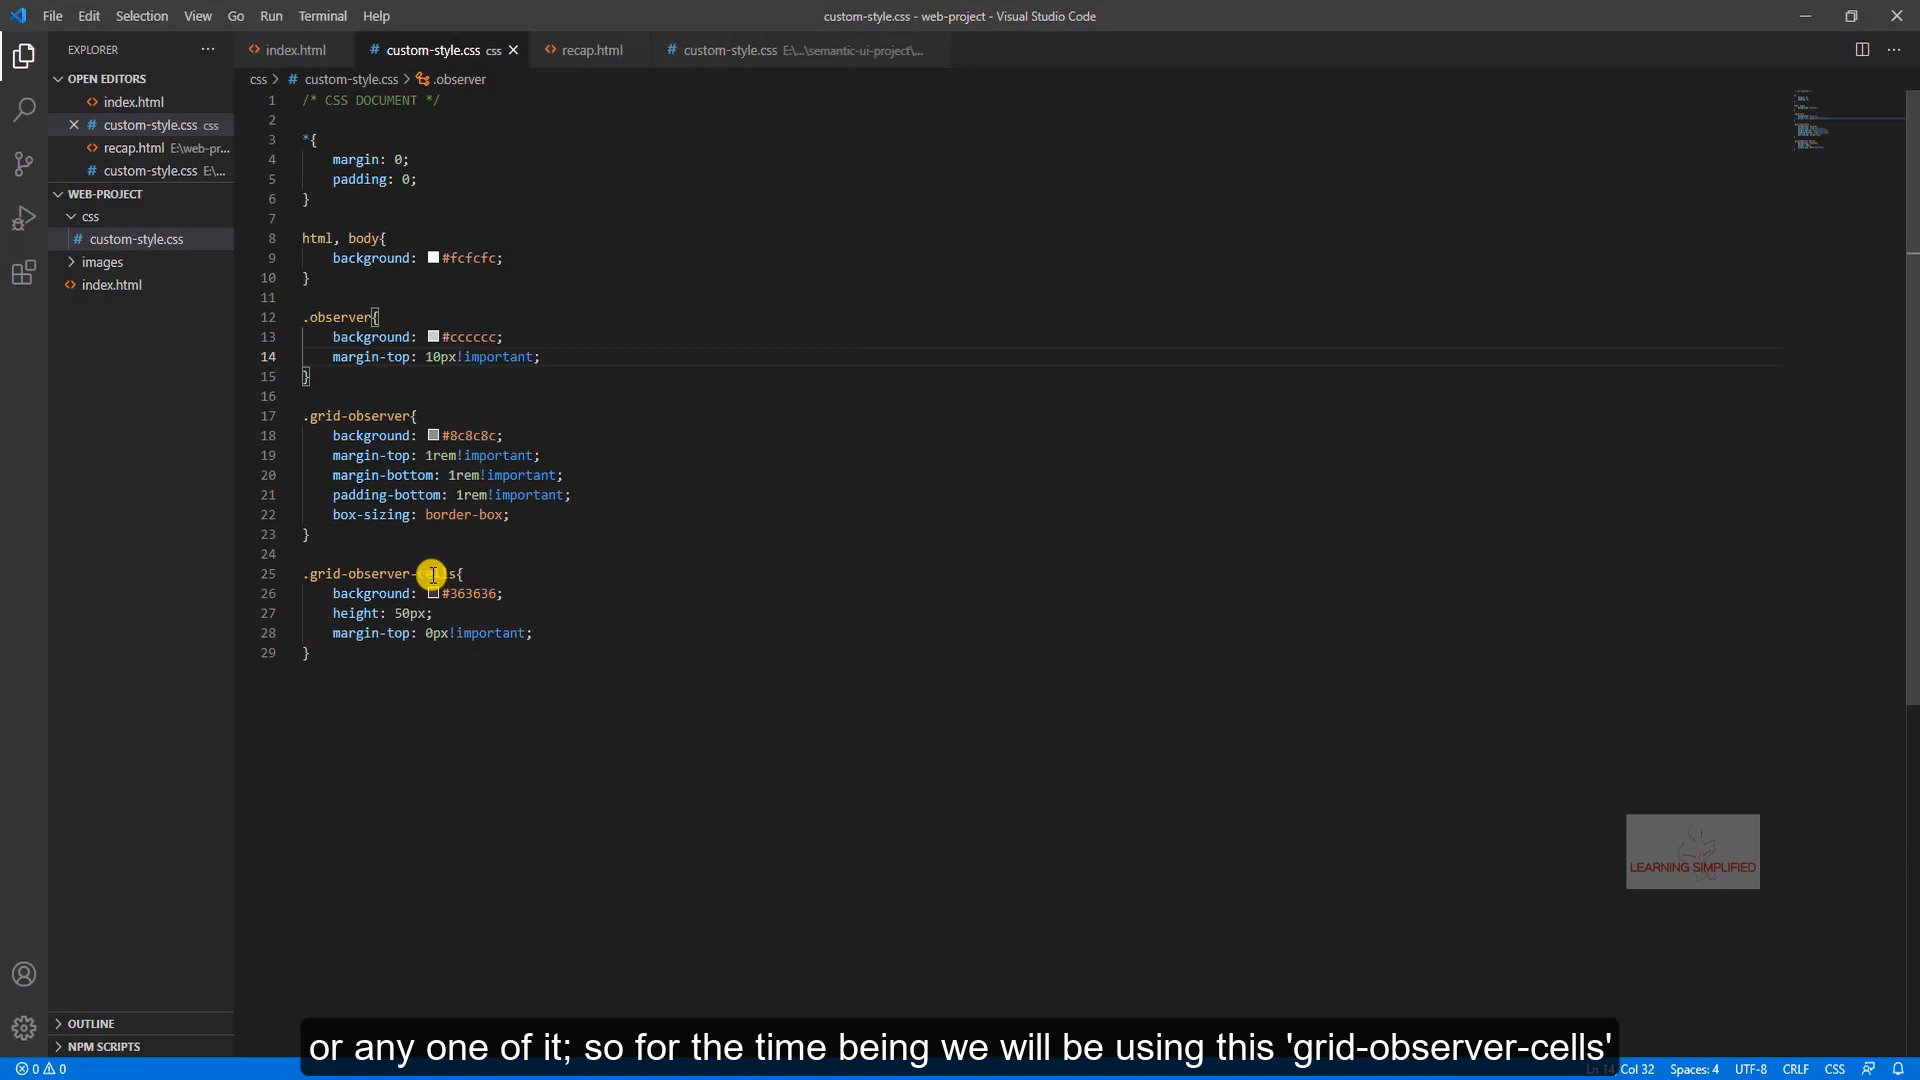 File Edit Selection View Go Run Terminal Help
custom-style.css - web-project - Visual Studio Code
EXPLORER
index.html
custom-style.css css
recap.html
custom-style.css E:\...\semantic-ui-project\...
OPEN EDITORS
index.html
custom-style.css css
recap.html E:\web-pr...
custom-style.css E:\...
WEB-PROJECT
css
custom-style.css
images
index.html
css > custom-style.css > .observer
1 /* CSS DOCUMENT */
2
3 *{
4 margin: 0;
5 padding: 0;
6 }
7
8 html, body{
9 background: #fcfcfc;
10 }
11
12 .observer{
13 background: #cccccc;
14 margin-top: 10px!important;
15 }
16
17 .grid-observer{
18 background: #8c8c8c;
19 margin-top: 1rem!important;
20 margin-bottom: 1rem!important;
21 padding-bottom: 1rem!important;
22 box-sizing: border-box;
23 }
24
25 .grid-observer-cells{
26 background: #363636;
27 height: 50px;
28 margin-top: 0px!important;
29 }
LEARNING SIMPLIFIED
OUTLINE
NPM SCRIPTS
or any one of it; so for the time being we will be using this 'grid-observer-cells'
0 0
Ln 14, Col 32 Spaces: 4 UTF-8 CRLF CSS